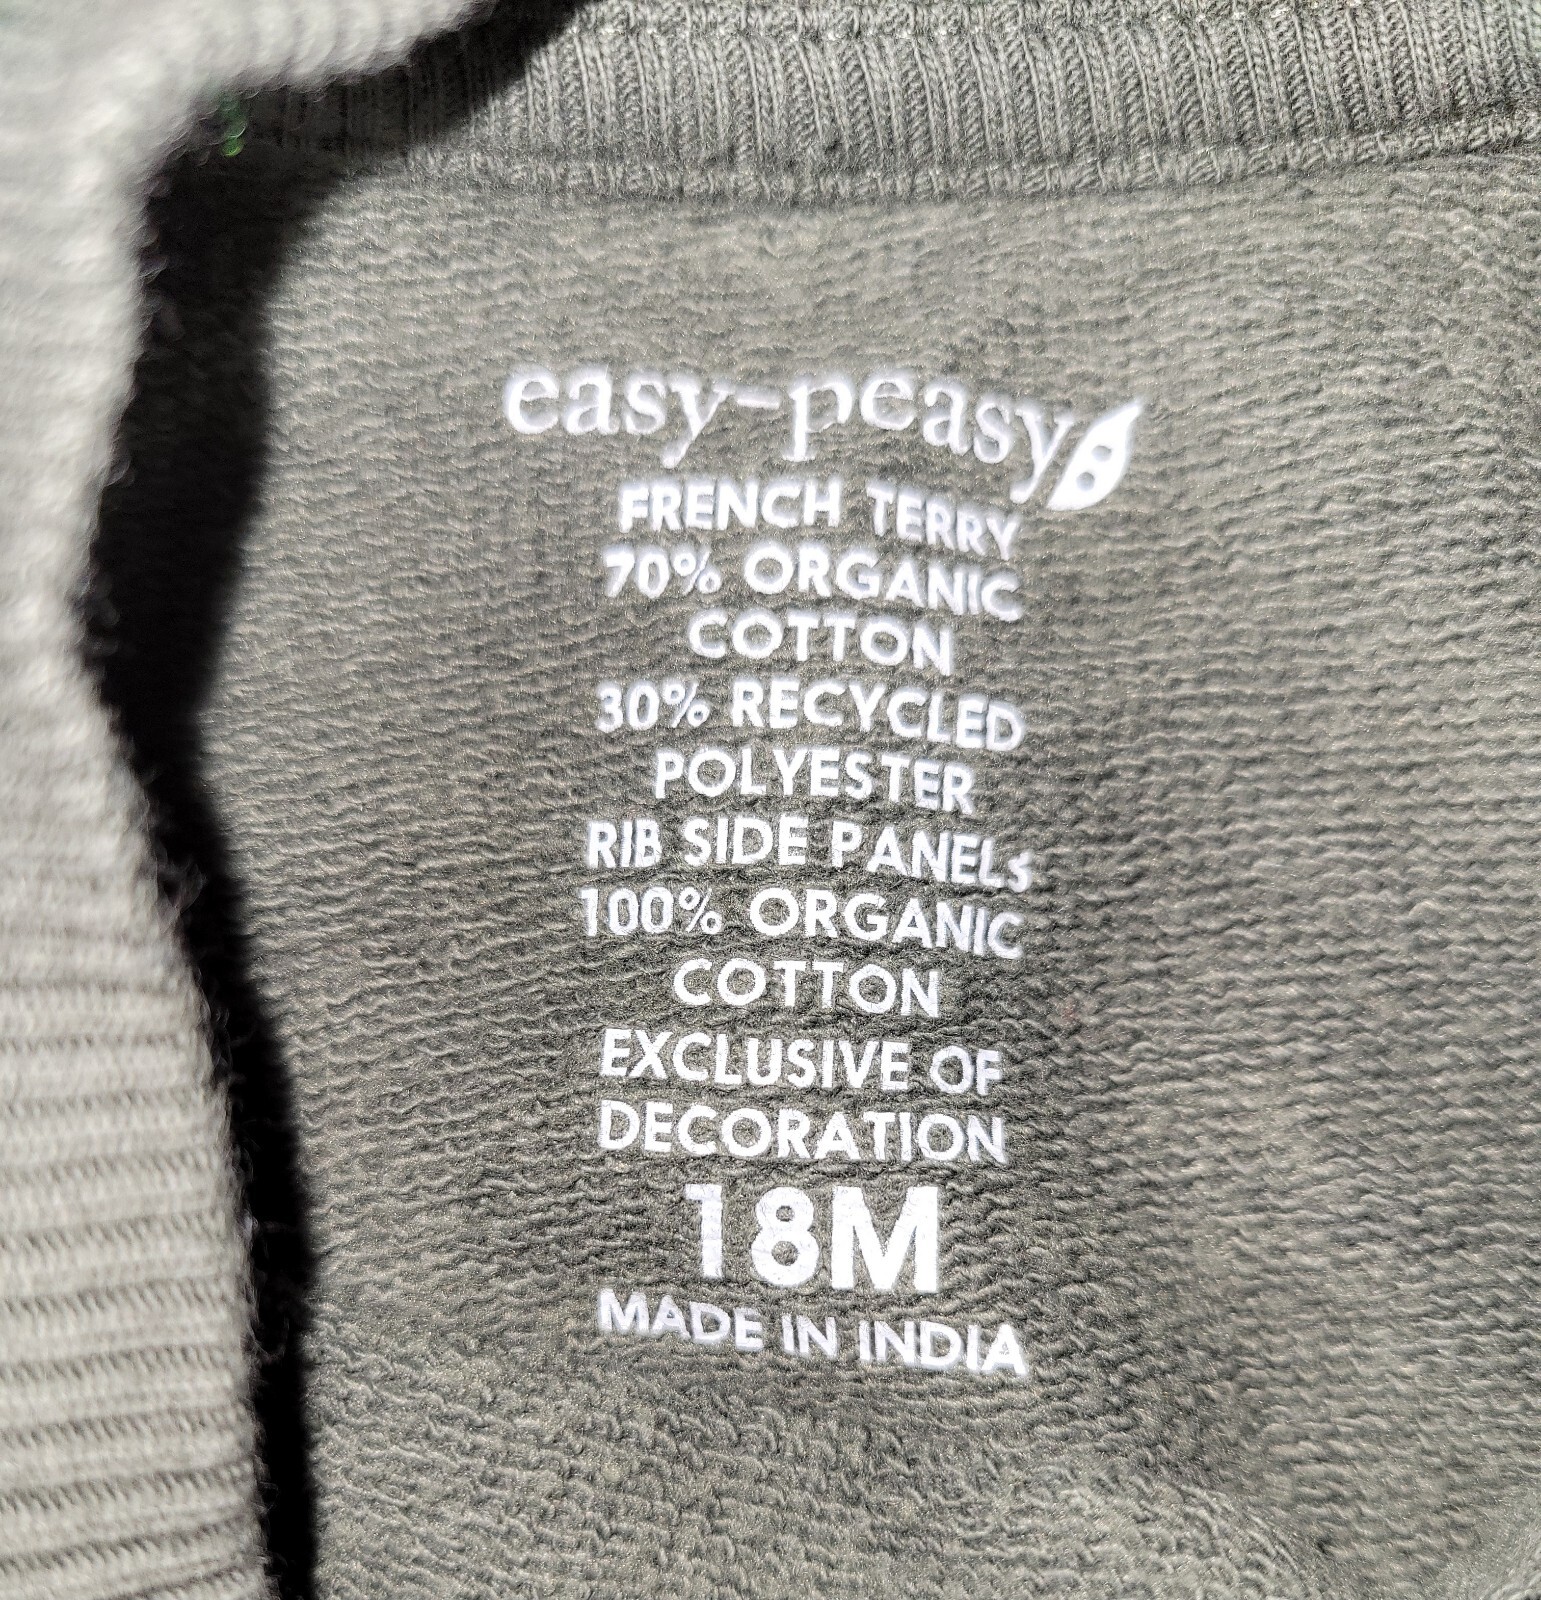 easy-peasy
FRENCH TERRY
70% ORGANIC
COTTON
30% RECYCLED
POLYESTER
RIB SIDE PANELS
100% ORGANIC
COTTON
EXCLUSIVE OF
DECORATION
18M
MADE IN INDIA